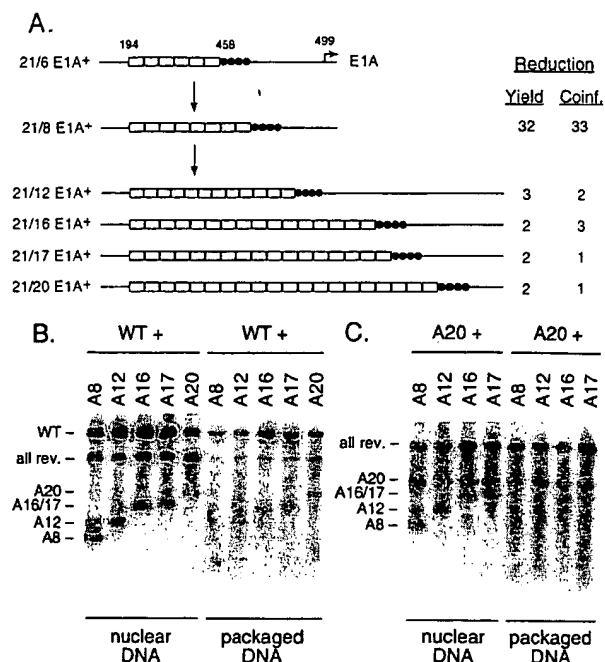 A.
194 458 499
21/6 E1A+ E1A
Reduction
Yield Coinf.
21/8 E1A+ 32 33
21/12 E1A+ 3 2
21/16 E1A+ 2 3
21/17 E1A+ 2 1
21/20 E1A+ 2 1
B. WT + WT +
A8 A12 A16 A17 A20 A8 A12 A16 A17 A20
WT –
all rev. –
A20 –
A16/17 –
A12 –
A8 –
nuclear DNA packaged DNA
C. A20 + A20 +
A8 A12 A16 A17 A8 A12 A16 A17
all rev. –
A20 –
A16/17 –
A12 –
A8 –
nuclear DNA packaged DNA